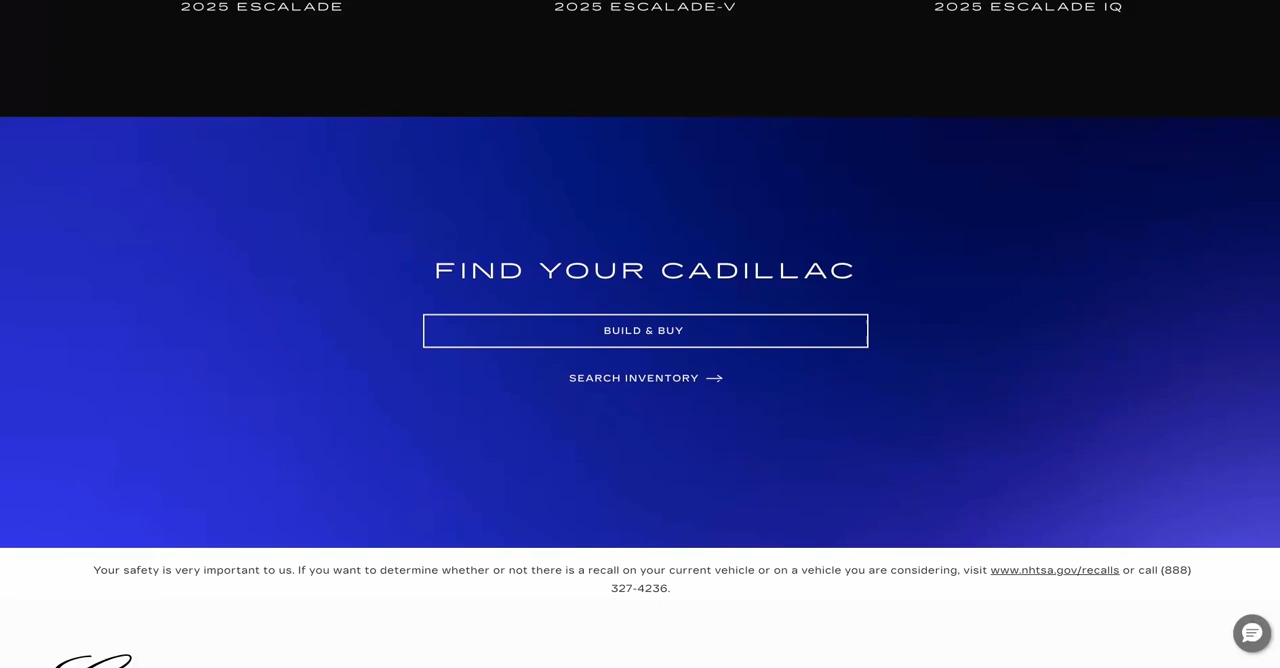 2025 ESCALADE
2025 ESCALADE-V
2025 ESCALADE IQ
FIND YOUR CADILLAC
BUILD & BUY
SEARCH INVENTORY
Your safety is very important to us. If you want to determine whether or not there is a recall on your current vehicle or on a vehicle you are considering, visit www.nhtsa.gov/recalls or call (888)
327-4236.